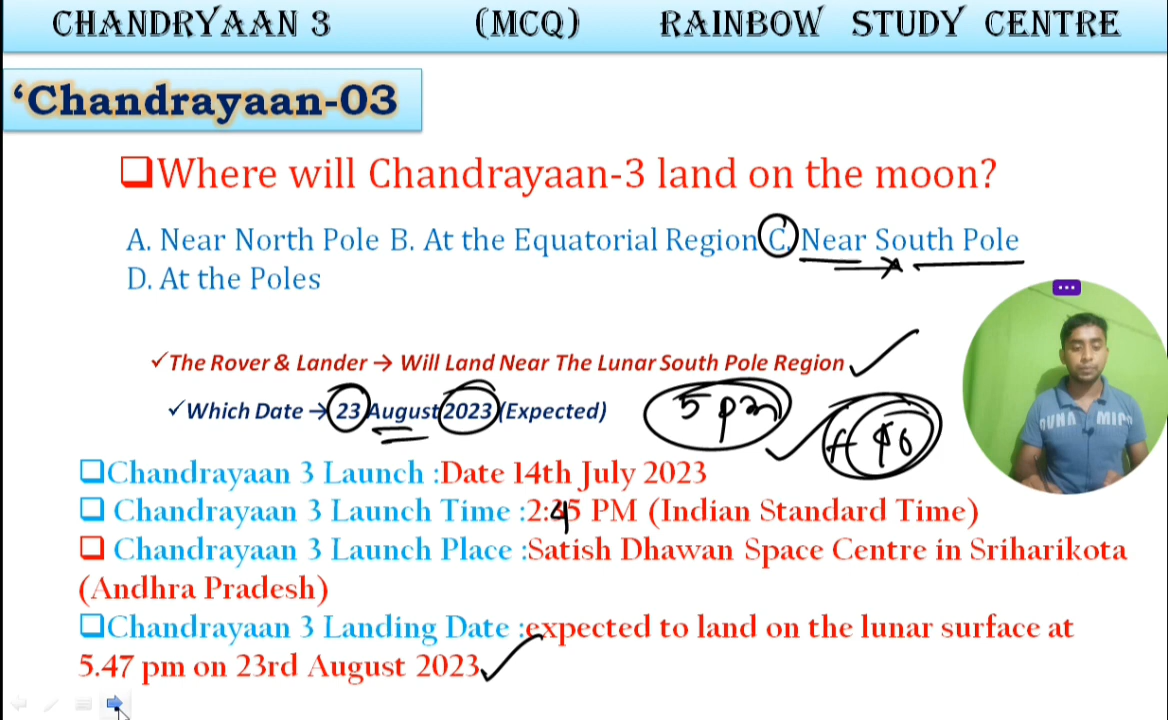 CHANDRYAAN 3 (MCQ) RAINBOW STUDY CENTRE
‘Chandrayaan-03
❑Where will Chandrayaan-3 land on the moon?
A. Near North Pole B. At the Equatorial Region C. Near South Pole
D. At the Poles
✓The Rover & Lander → Will Land Near The Lunar South Pole Region
✓Which Date → 23 August 2023 (Expected)
5 pm
❑Chandrayaan 3 Launch :Date 14th July 2023
❑ Chandrayaan 3 Launch Time :2:45 PM (Indian Standard Time)
❑ Chandrayaan 3 Launch Place :Satish Dhawan Space Centre in Sriharikota
(Andhra Pradesh)
❑Chandrayaan 3 Landing Date :expected to land on the lunar surface at
5.47 pm on 23rd August 2023